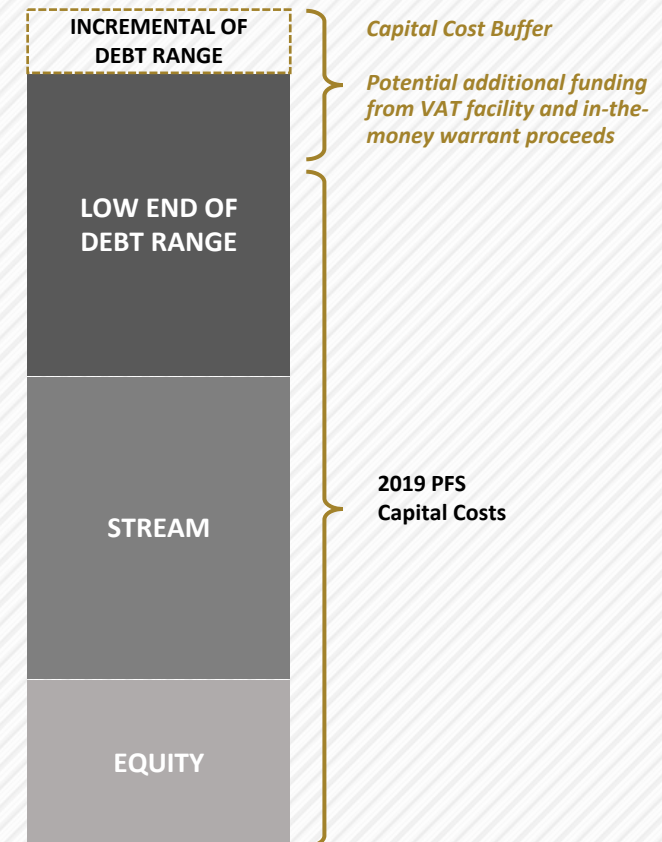 INCREMENTAL OF
DEBT RANGE
Capital Cost Buffer
Potential additional funding
from VAT facility and in-the-
money warrant proceeds
LOW END OF
DEBT RANGE
2019 PFS
Capital Costs
STREAM
EQUITY